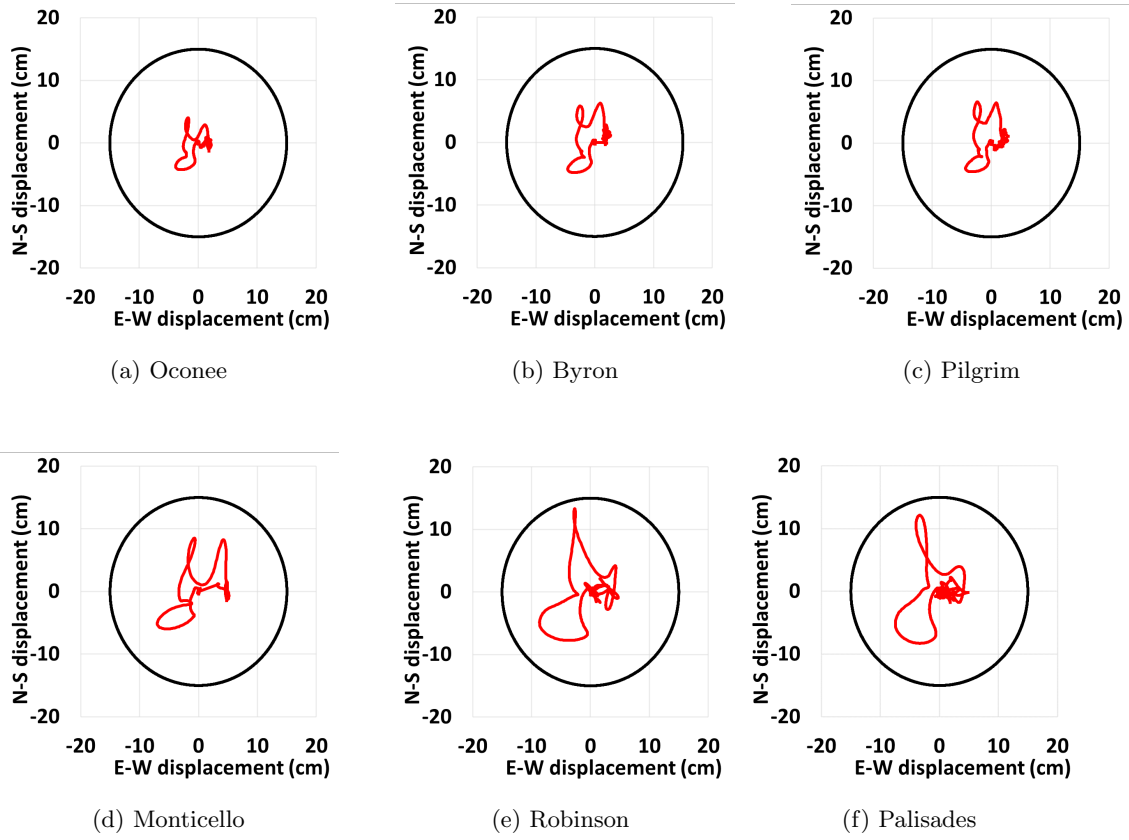 20
10
0
-10
-20
N-S displacement (cm)
-20 -10 0 10 20
E-W displacement (cm)
(a) Oconee
20
10
0
-10
-20
N-S displacement (cm)
-20 -10 0 10 20
E-W displacement (cm)
(b) Byron
20
10
0
-10
-20
N-S displacement (cm)
-20 -10 0 10 20
E-W displacement (cm)
(c) Pilgrim
20
10
0
-10
-20
N-S displacement (cm)
-20 -10 0 10 20
E-W displacement (cm)
(d) Monticello
20
10
0
-10
-20
N-S displacement (cm)
-20 -10 0 10 20
E-W displacement (cm)
(e) Robinson
20
10
0
-10
-20
N-S displacement (cm)
-20 -10 0 10 20
E-W displacement (cm)
(f) Palisades